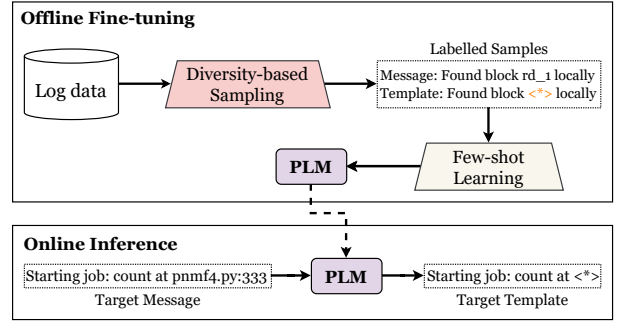 Offline Fine-tuning
Labelled Samples
Log data
Diversity-based
Sampling
Message: Found block rd_1 locally
Template: Found block <*> locally
PLM
Few-shot
Learning
Online Inference
Starting job: count at pnmf4.py:333
PLM
Starting job: count at <*>
Target Message
Target Template